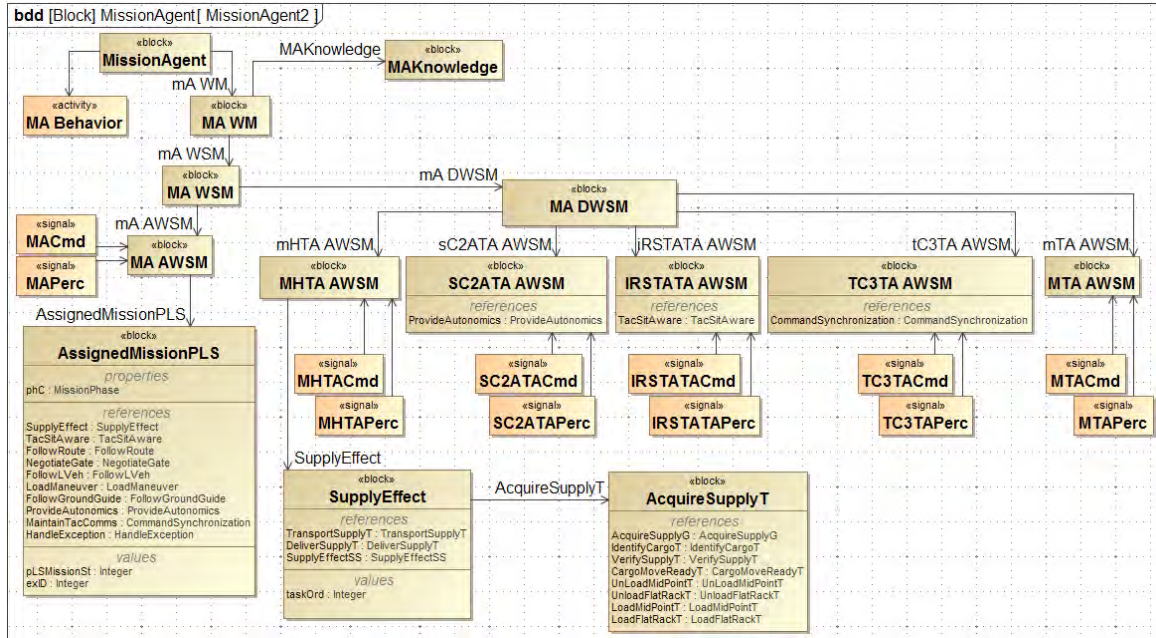 bdd [Block] MissionAgent[ MissionAgent2 ]
«block»
MissionAgent
MAKnowledge
«block»
MAKnowledge
mA WM
«activity»
MA Behavior
«block»
MA WM
mA WSM
«block»
MA WSM
mA DWSM
«block»
MA DWSM
mA AWSM
«signal»
MACmd
«signal»
MAPerc
«block»
MA AWSM
mHTA AWSM
sC2ATA AWSM
iRSTATA AWSM
tC3TA AWSM
mTA AWSM
«block»
MHTA AWSM
«block»
SC2ATA AWSM
references
ProvideAutonomics : ProvideAutonomics
«block»
IRSTATA AWSM
references
TacSitAware : TacSitAware
«block»
TC3TA AWSM
references
CommandSynchronization : CommandSynchronization
«block»
MTA AWSM
«signal»
MHTACmd
«signal»
MHTAPerc
«signal»
SC2ATACmd
«signal»
SC2ATAPerc
«signal»
IRSTATACmd
«signal»
IRSTATAPerc
«signal»
TC3TACmd
«signal»
TC3TAPerc
«signal»
MTACmd
«signal»
MTAPerc
AssignedMissionPLS
«block»
AssignedMissionPLS
properties
phC : MissionPhase
references
SupplyEffect : SupplyEffect
TacSitAware : TacSitAware
FollowRoute : FollowRoute
NegotiateGate : NegotiateGate
FollowLVeh : FollowLVeh
LoadManeuver : LoadManeuver
FollowGroundGuide : FollowGroundGuide
ProvideAutonomics : ProvideAutonomics
MaintainTacComms : CommandSynchronization
HandleException : HandleException
values
pLSMissionSt : Integer
exID : Integer
SupplyEffect
«block»
SupplyEffect
references
TransportSupplyT : TransportSupplyT
DeliverSupplyT : DeliverSupplyT
SupplyEffectSS : SupplyEffectSS
values
taskOrd : Integer
AcquireSupplyT
«block»
AcquireSupplyT
references
AcquireSupplyG : AcquireSupplyG
IdentifyCargoT : IdentifyCargoT
VerifySupplyT : VerifySupplyT
CargoMoveReadyT : CargoMoveReadyT
UnLoadMidPointT : UnLoadMidPointT
UnloadFlatRackT : UnloadFlatRackT
LoadMidPointT : LoadMidPointT
LoadFlatRackT : LoadFlatRackT